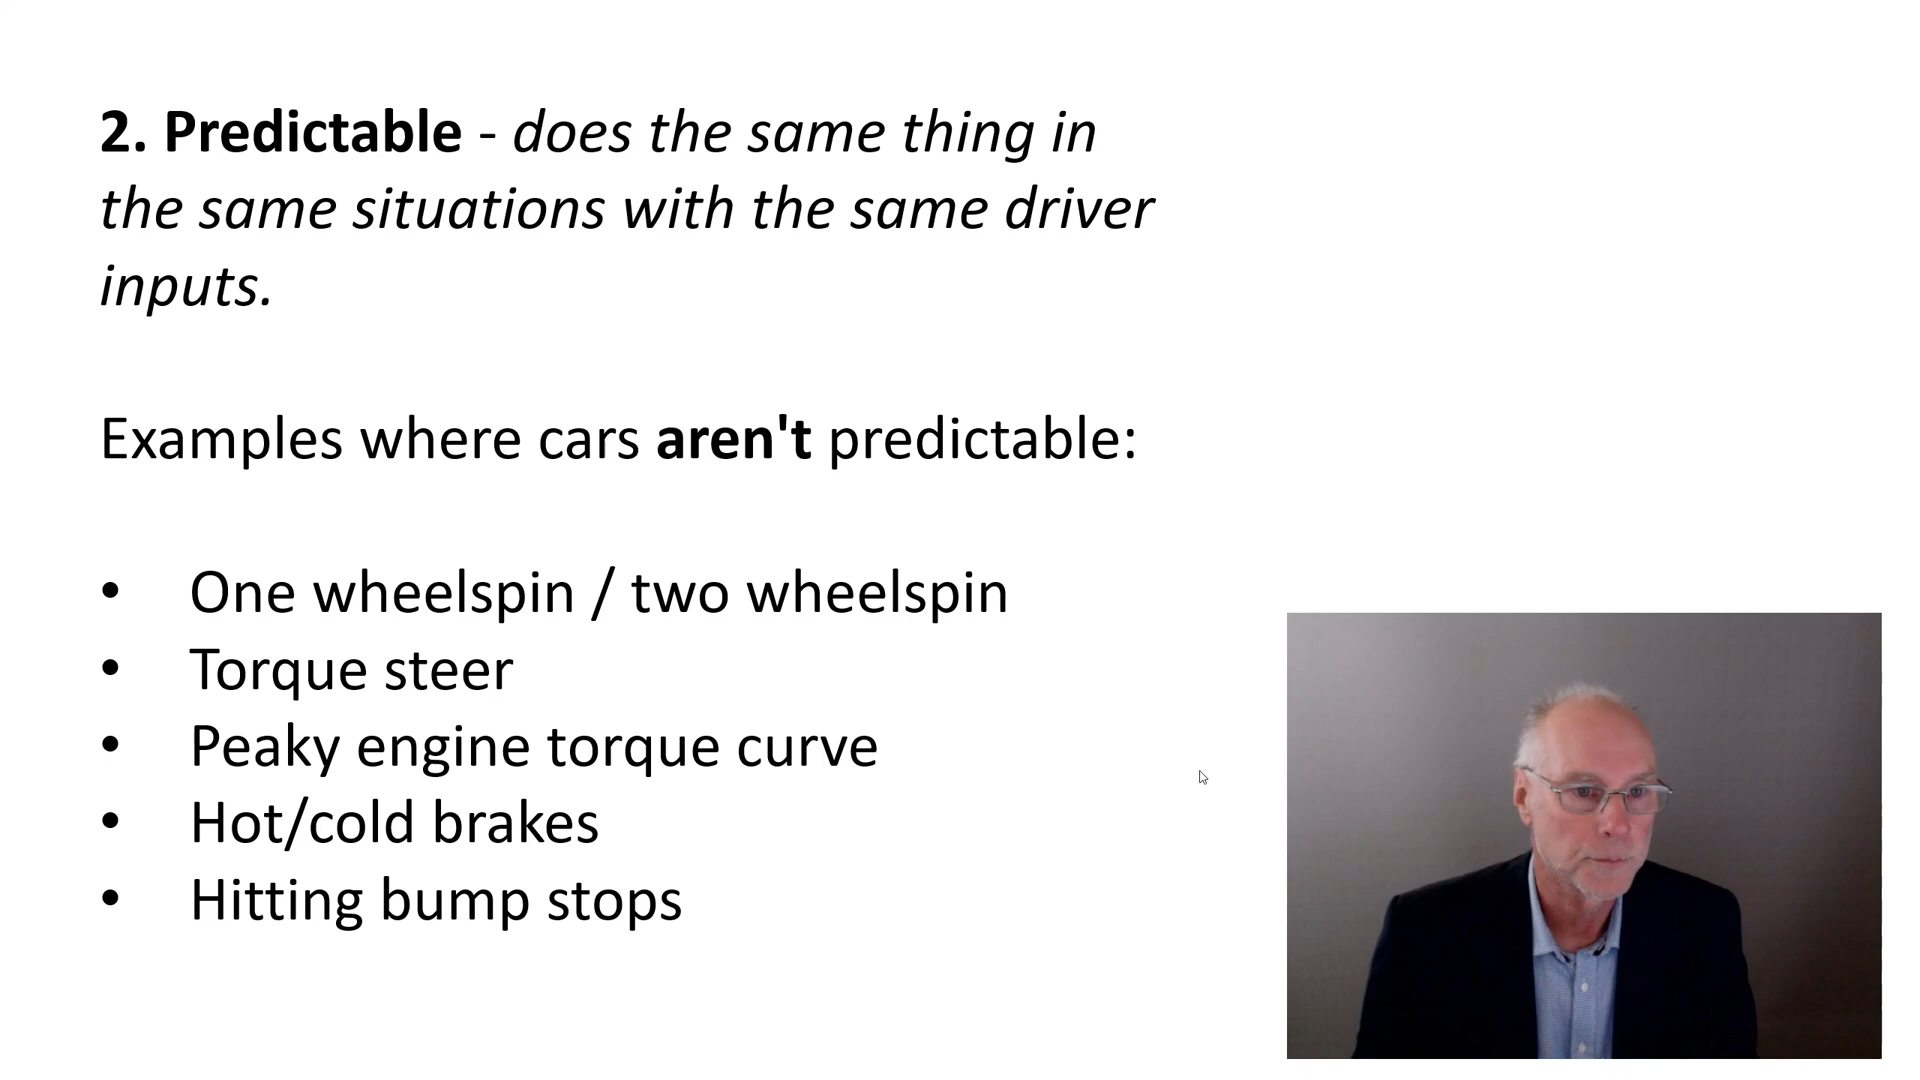 2. Predictable - does the same thing in
the same situations with the same driver
inputs.
Examples where cars aren't predictable:
• One wheelspin / two wheelspin
• Torque steer
• Peaky engine torque curve
• Hot/cold brakes
• Hitting bump stops